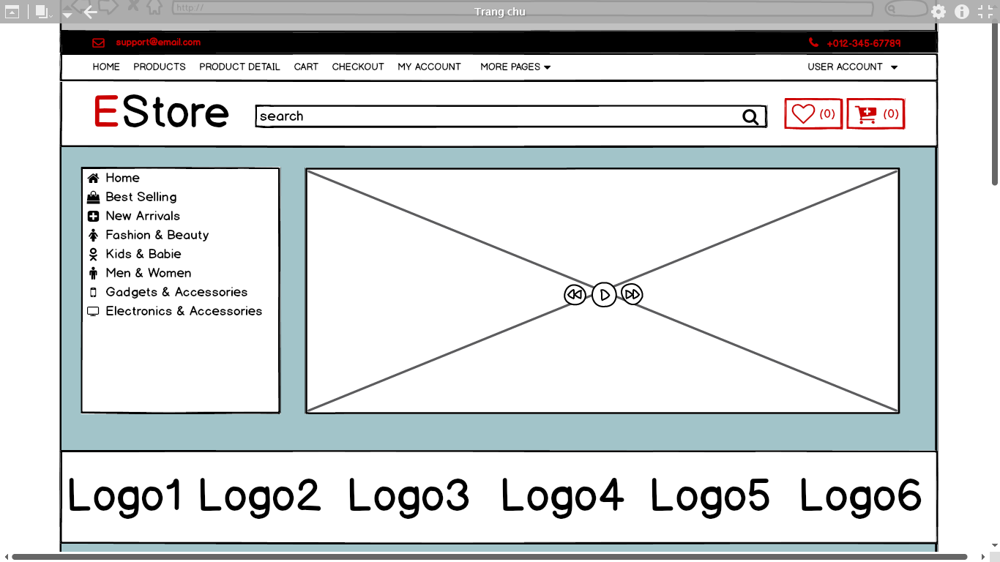 Trang chu
http://
support@email.com
+012-345-67789
HOME PRODUCTS PRODUCT DETAIL CART CHECKOUT MY ACCOUNT MORE PAGES USER ACCOUNT
EStore
search
(0)
(0)
Home
Best Selling
New Arrivals
Fashion & Beauty
Kids & Babie
Men & Women
Gadgets & Accessories
Electronics & Accessories
Logo1 Logo2 Logo3 Logo4 Logo5 Logo6